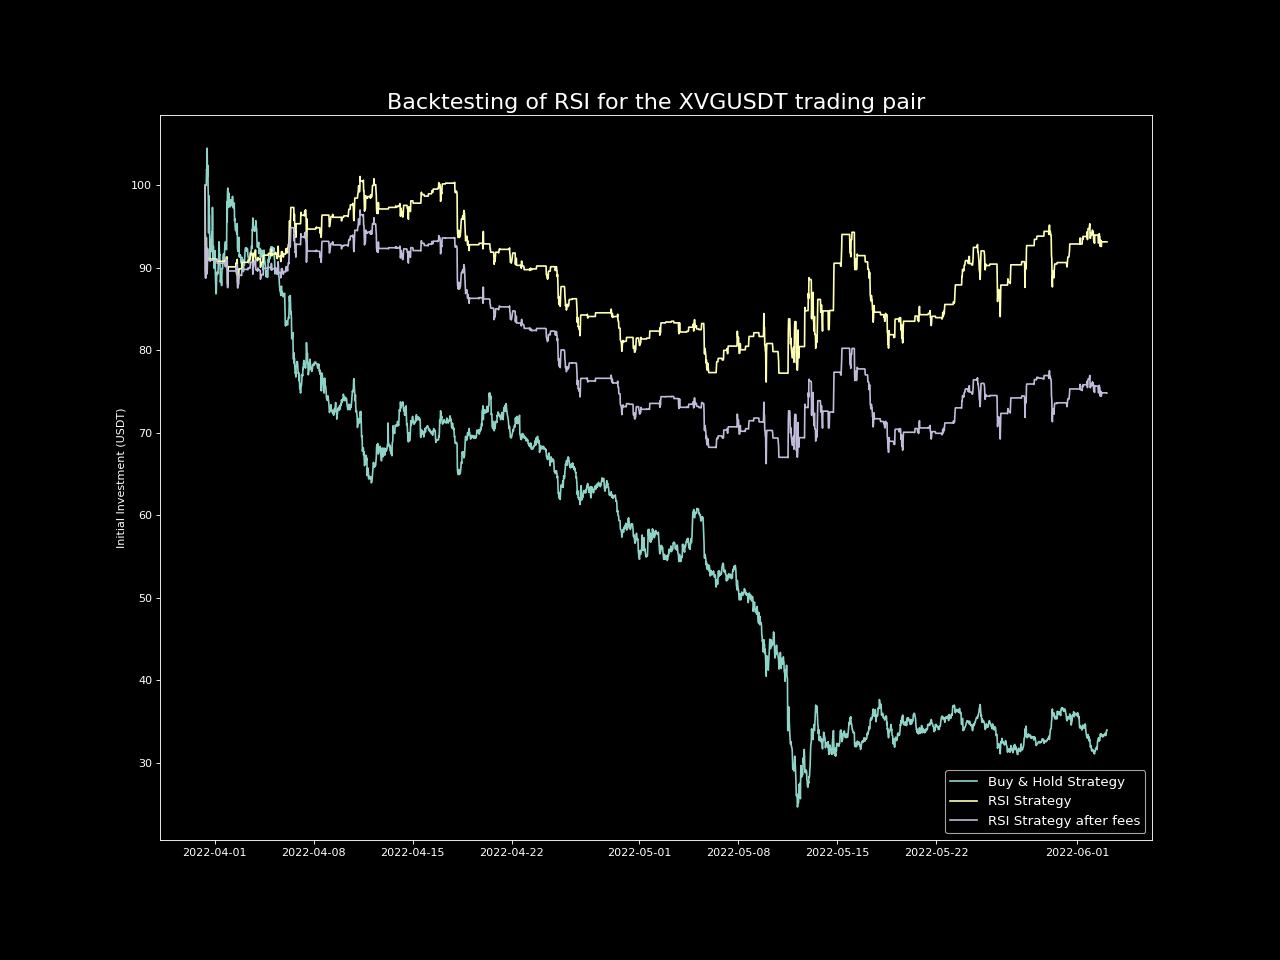 Backtesting of RSI for the XVGUSDT trading pair
Initial Investment (USDT)
100
90
80
70
60
50
40
30
2022-04-01 2022-04-08 2022-04-15 2022-04-22 2022-05-01 2022-05-08 2022-05-15 2022-05-22 2022-06-01
Buy & Hold Strategy
RSI Strategy
RSI Strategy after fees